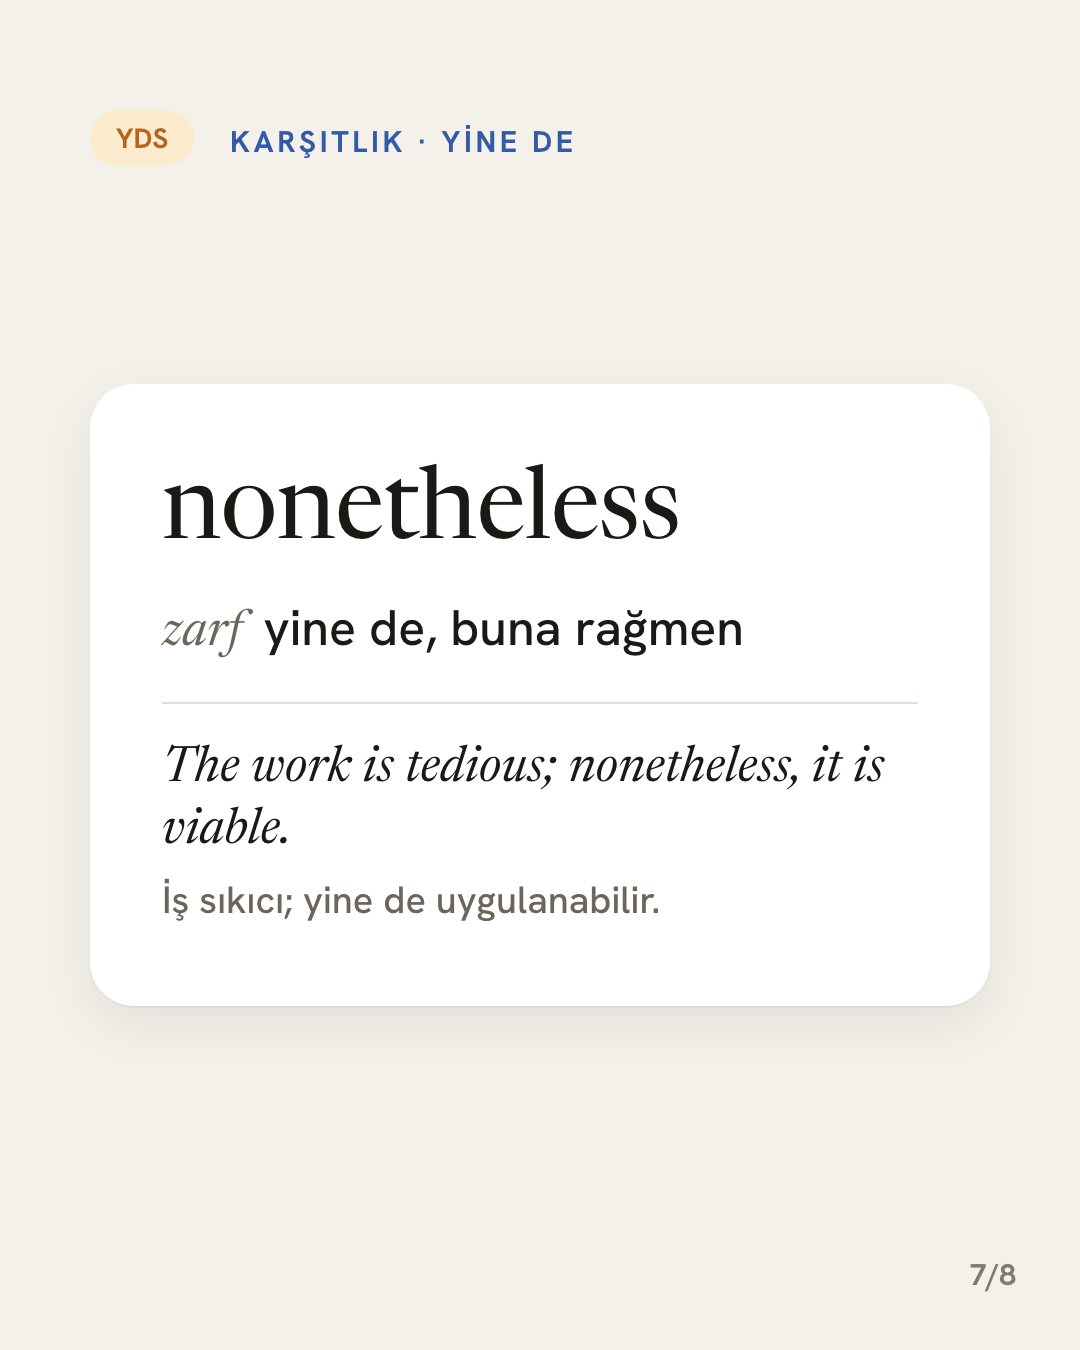 YDS KARŞITLIK · YİNE DE
nonetheless
zarf yine de, buna rağmen
The work is tedious; nonetheless, it is
viable.
İş sıkıcı; yine de uygulanabilir.
7/8